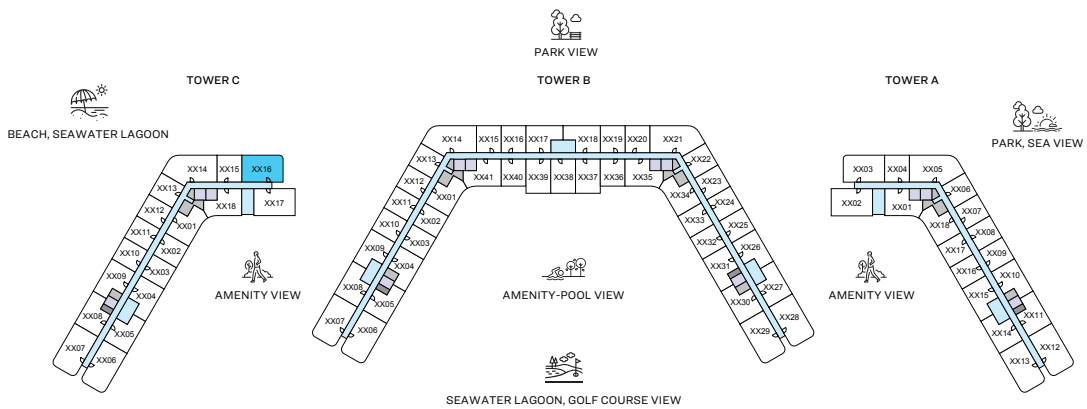 PARK VIEW
TOWER C
TOWER B
TOWER A
BEACH, SEAWATER LAGOON
PARK, SEA VIEW
XX14
XX15
XX16
XX13
XX12
XX11
XX10
XX09
XX08
XX07
XX18
XX17
XX01
XX02
XX03
XX04
XX05
XX06
AMENITY VIEW
XX14
XX15
XX16
XX17
XX18
XX19
XX20
XX21
XX13
XX12
XX11
XX10
XX09
XX08
XX07
XX41
XX40
XX39
XX38
XX37
XX36
XX35
XX01
XX02
XX03
XX04
XX05
XX06
XX22
XX23
XX24
XX25
XX26
XX27
XX28
XX34
XX33
XX32
XX31
XX30
XX29
AMENITY-POOL VIEW
XX03
XX04
XX05
XX02
XX01
XX06
XX07
XX08
XX09
XX10
XX11
XX12
XX18
XX17
XX16
XX15
XX14
XX13
AMENITY VIEW
SEAWATER LAGOON, GOLF COURSE VIEW